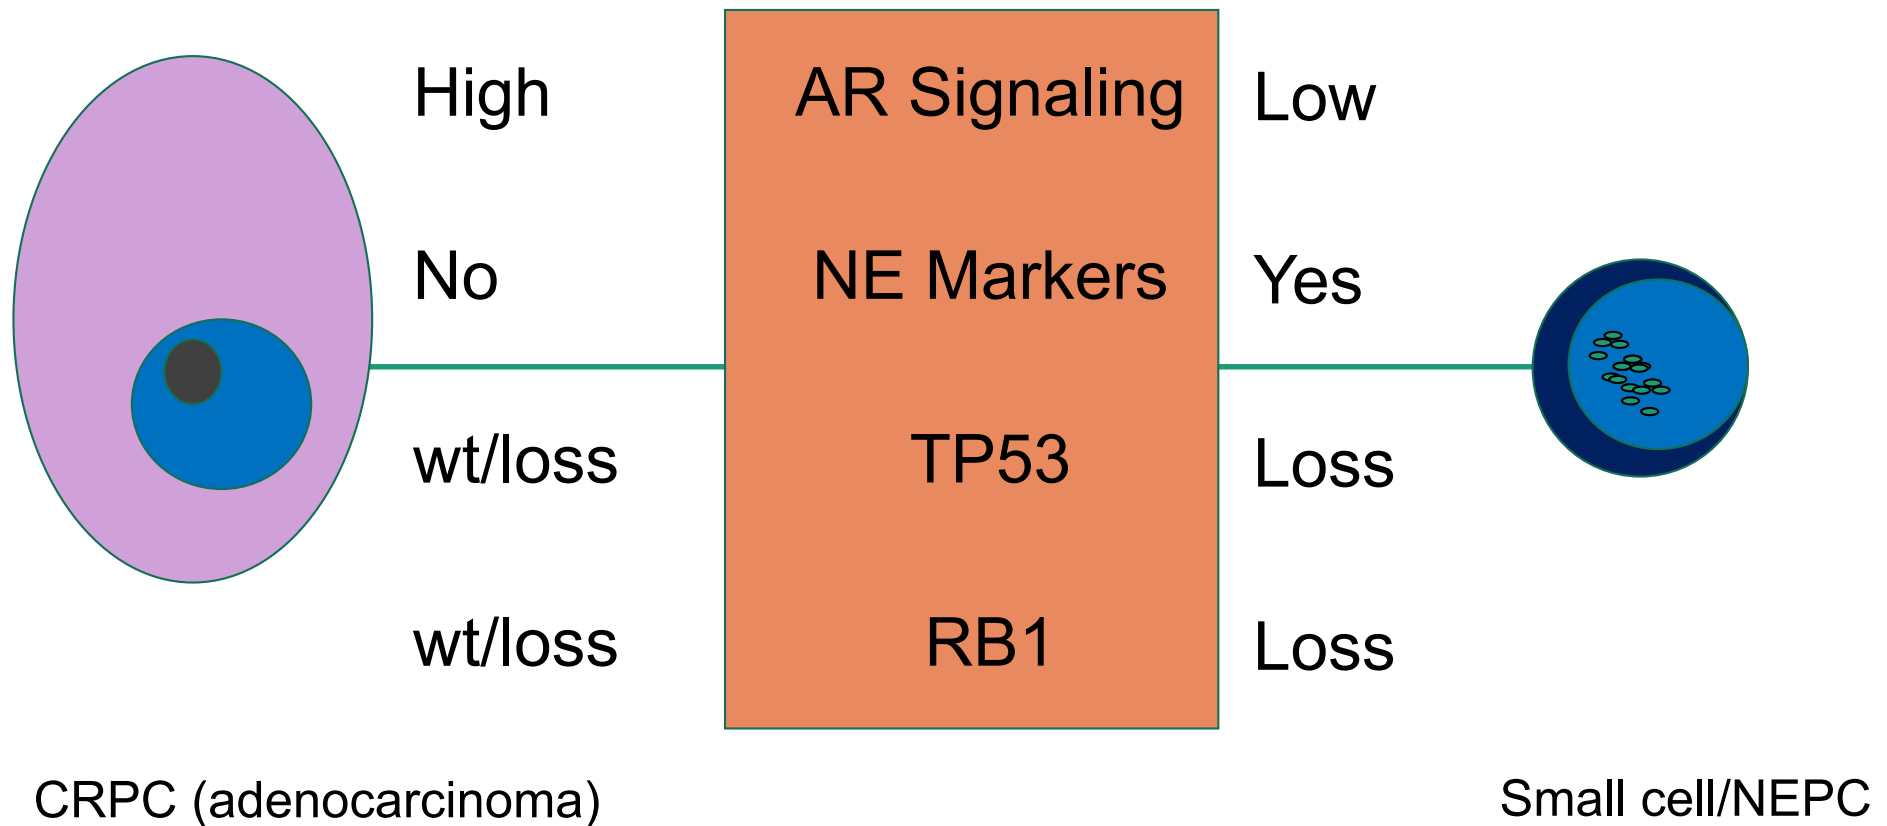 High AR Signaling Low
No NE Markers Yes
wt/loss TP53 Loss
wt/loss RB1 Loss
CRPC (adenocarcinoma) Small cell/NEPC